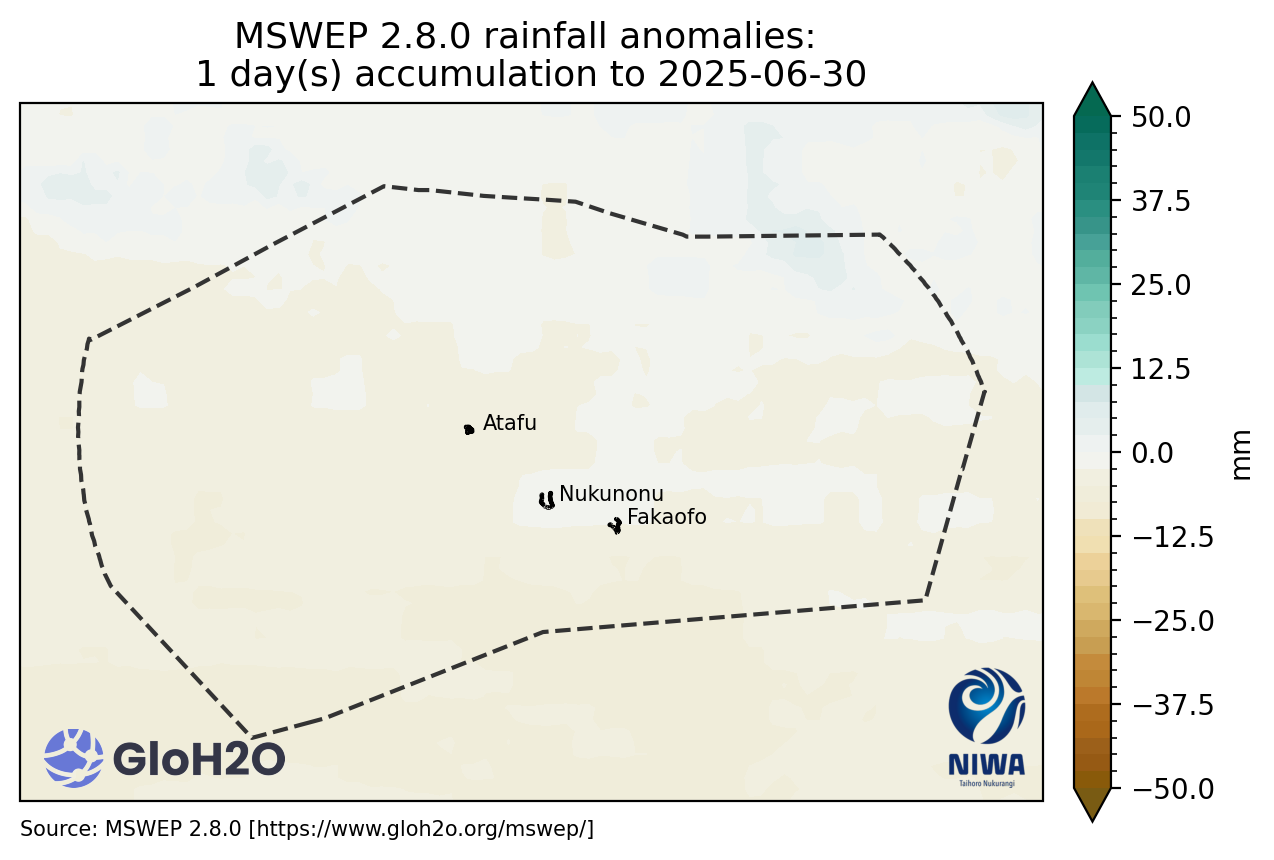 MSWEP 2.8.0 rainfall anomalies:
1 day(s) accumulation to 2025-06-30
50.0
37.5
25.0
12.5
0.0
−12.5
−25.0
−37.5
−50.0
mm
Atafu
Nukunonu
Fakaofo
GloH2O
NIWA
Taihoro Nukurangi
Source: MSWEP 2.8.0 [https://www.gloh2o.org/mswep/]